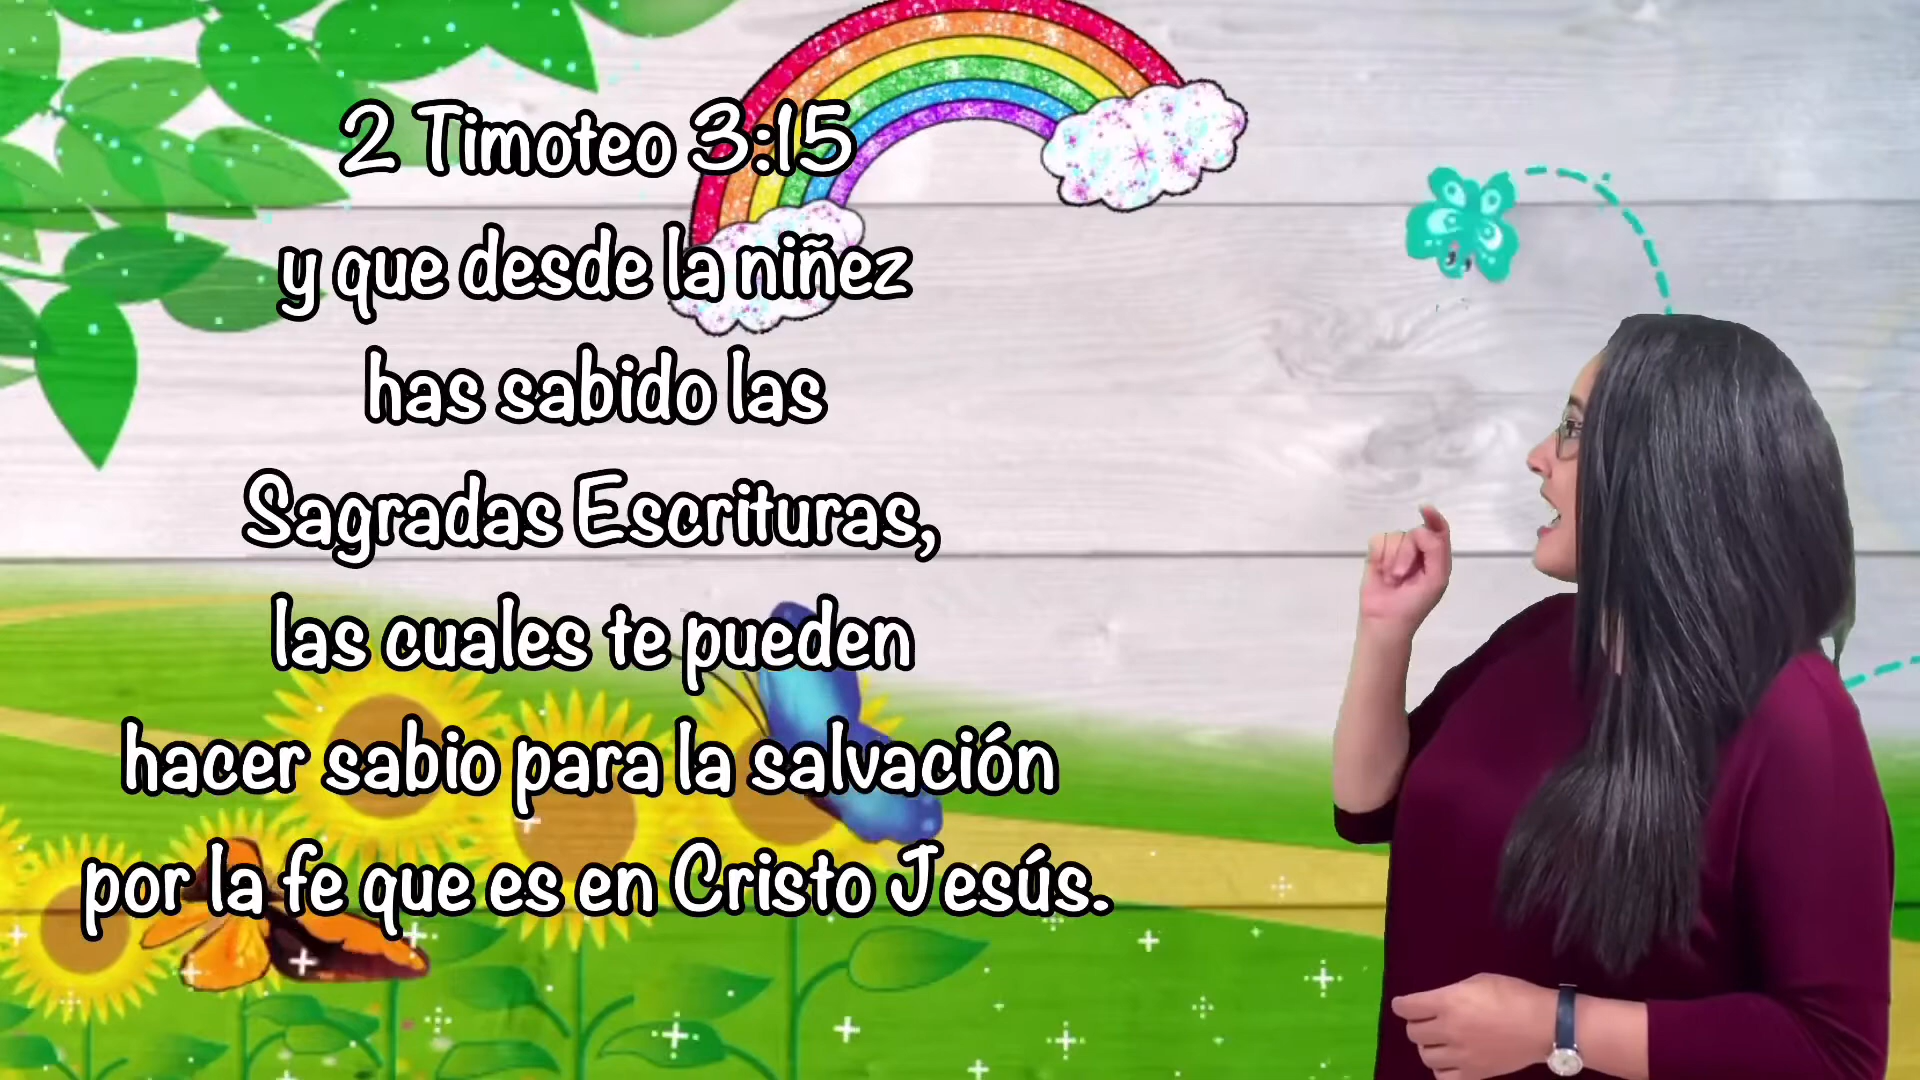 2 Timoteo 3:15
y que desde la niñez
has sabido las
Sagradas Escrituras,
las cuales te pueden
hacer sabio para la salvación
por la fe que es en Cristo Jesús.